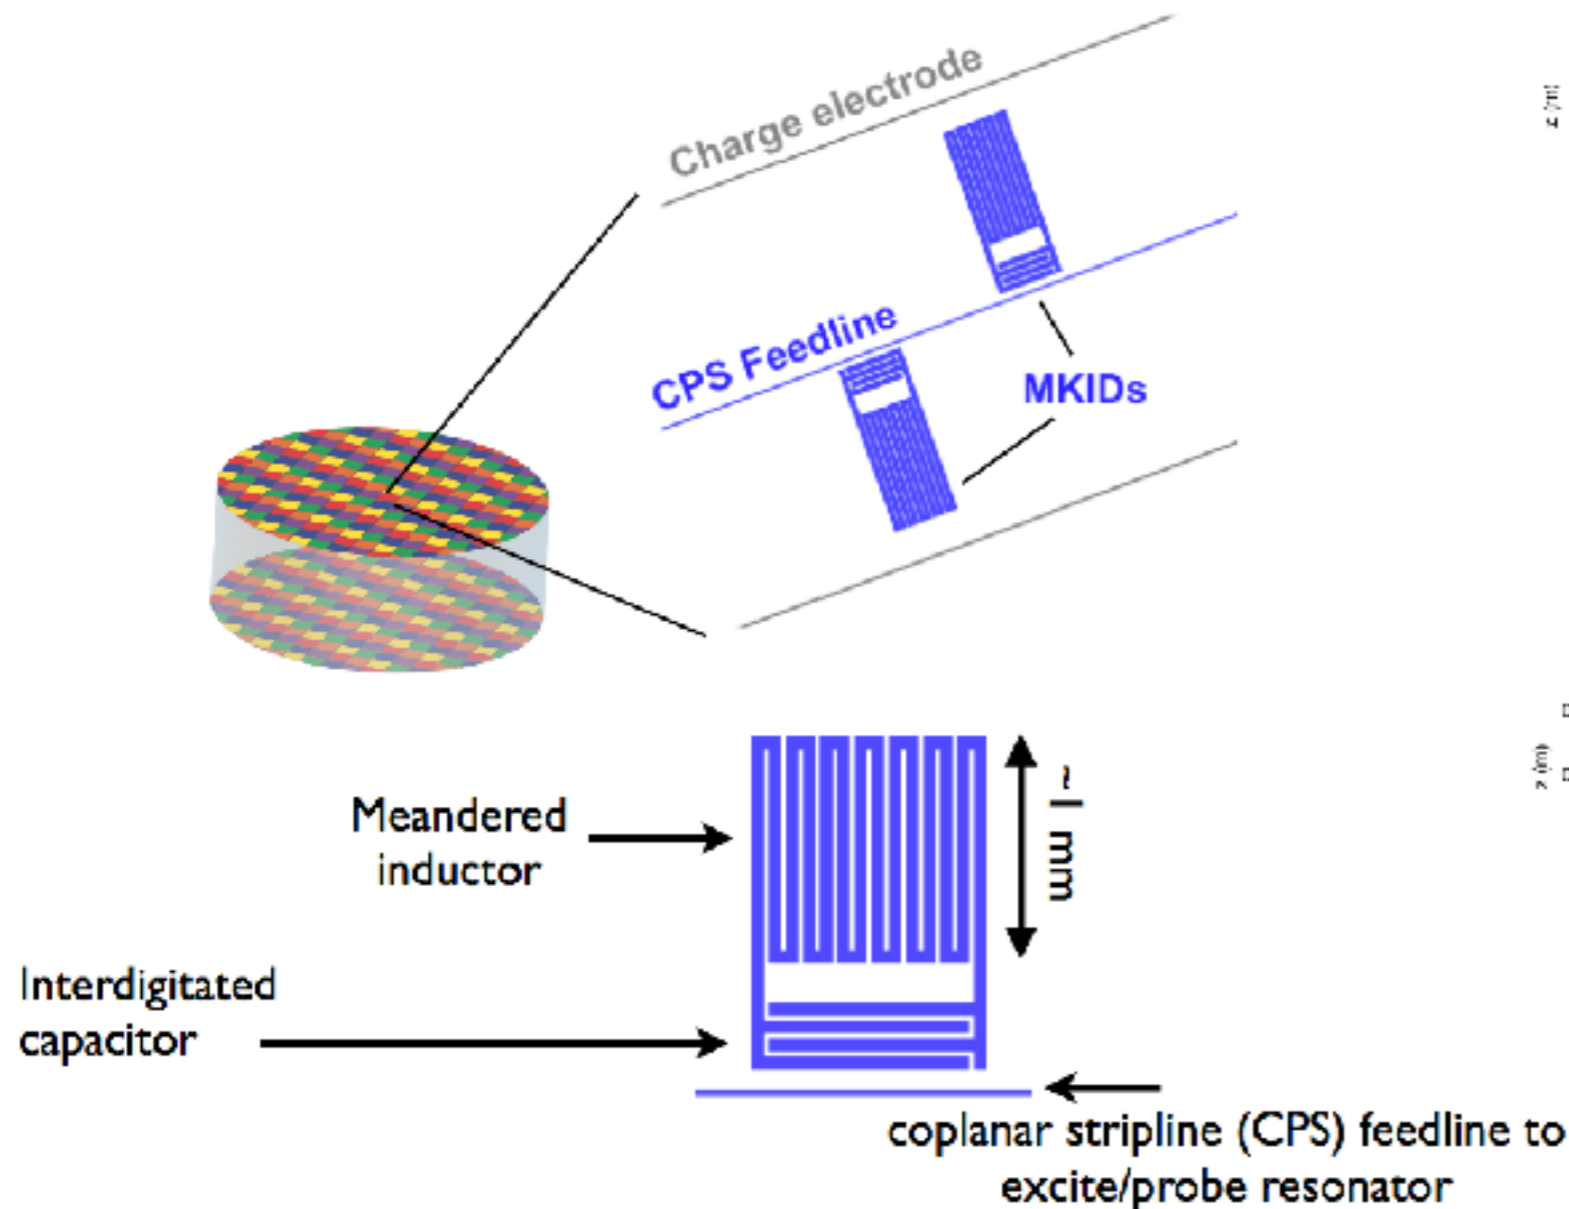 Charge electrode
CPS Feedline
MKIDs
z (m)
Meandered
inductor
~1 mm
Interdigitated
capacitor
coplanar stripline (CPS) feedline to
excite/probe resonator